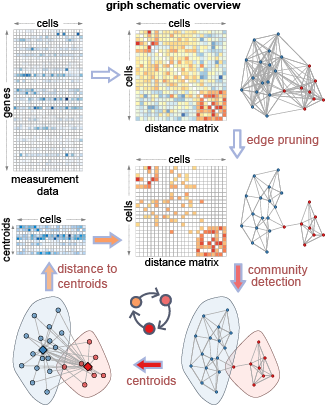 griph schematic overview
cells
cells
genes
cells
measurement
data
distance matrix
edge pruning
cells
cells
centroids
cells
distance matrix
distance to
centroids
community
detection
centroids